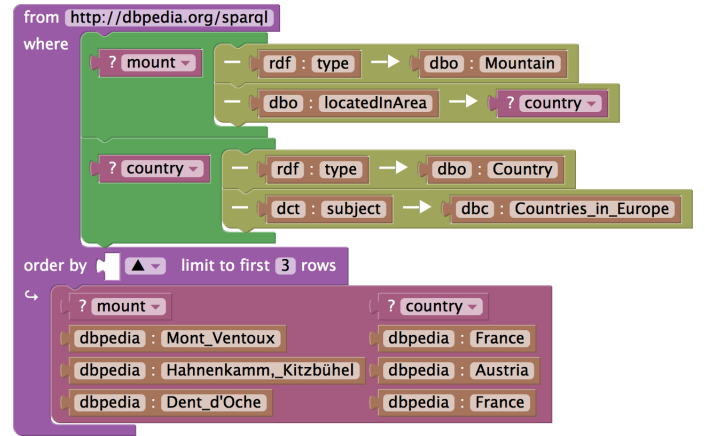 from http://dbpedia.org/sparql
where
? mount rdf : type dbo : Mountain
dbo : locatedInArea ? country
? country rdf : type dbo : Country
dct : subject dbc : Countries_in_Europe
order by ▲ limit to first 3 rows
? mount ? country
dbpedia : Mont_Ventoux dbpedia : France
dbpedia : Hahnenkamm,_Kitzbühel dbpedia : Austria
dbpedia : Dent_d'Oche dbpedia : France